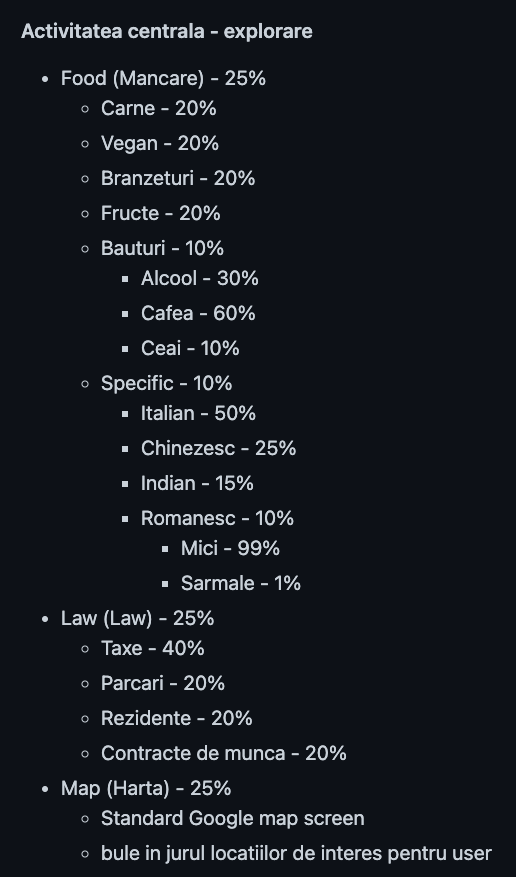 Activitatea centrala - explorare
Food (Mancare) - 25%
Carne - 20%
Vegan - 20%
Branzeturi - 20%
Fructe - 20%
Bauturi - 10%
Alcool - 30%
Cafea - 60%
Ceai - 10%
Specific - 10%
Italian - 50%
Chinezesc - 25%
Indian - 15%
Romanesc - 10%
Mici - 99%
Sarmale - 1%
Law (Law) - 25%
Taxe - 40%
Parcari - 20%
Rezidente - 20%
Contracte de munca - 20%
Map (Harta) - 25%
Standard Google map screen
bule in jurul locatiilor de interes pentru user